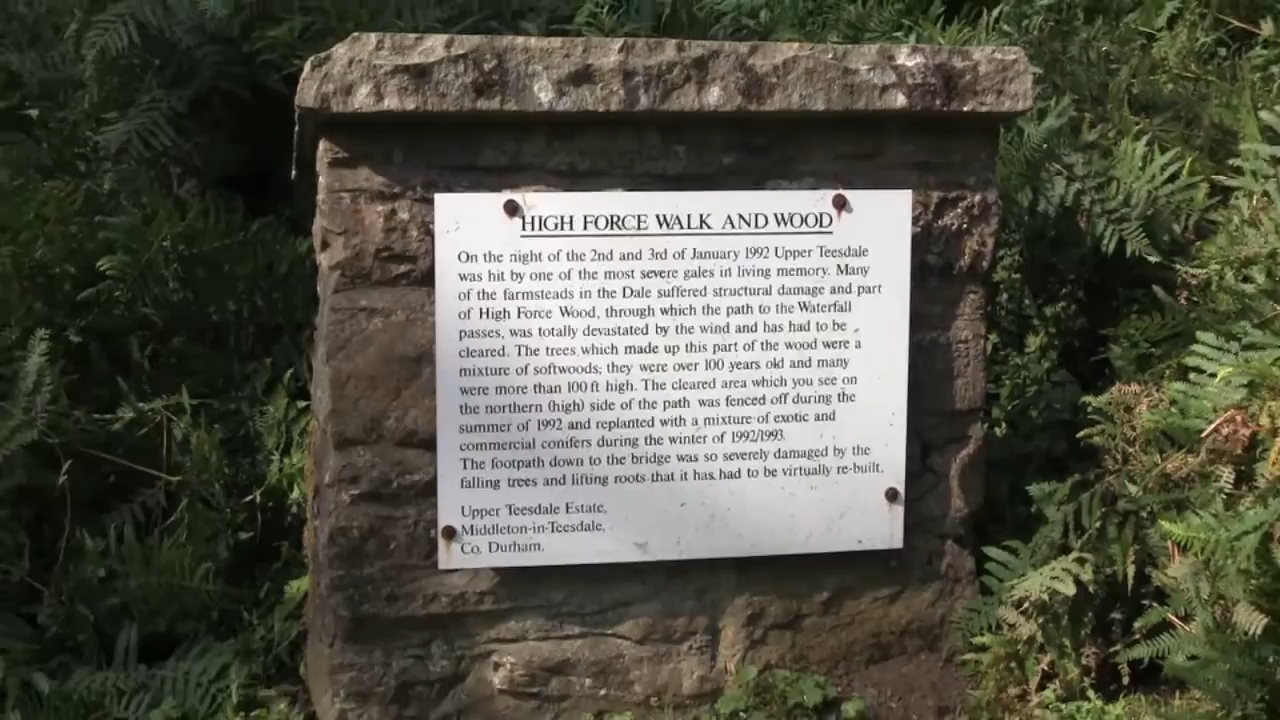 HIGH FORCE WALK AND WOOD
On the night of the 2nd and 3rd of January 1992 Upper Teesdale
was hit by one of the most severe gales in living memory. Many
of the farmsteads in the Dale suffered structural damage and part
of High Force Wood, through which the path to the Waterfall
passes, was totally devastated by the wind and has had to be
cleared. The trees which made up this part of the wood were a
mixture of softwoods; they were over 100 years old and many
were more than 100 ft high. The cleared area which you see on
the northern (high) side of the path was fenced off during the
summer of 1992 and replanted with a mixture of exotic and
commercial conifers during the winter of 1992/1993.
The footpath down to the bridge was so severely damaged by the
falling trees and lifting roots that it has had to be virtually re-built.
Upper Teesdale Estate,
Middleton-in-Teesdale,
Co. Durham.